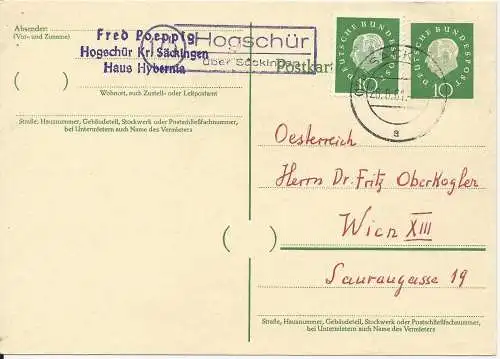 Absender:
(Vor- und Zuname)
Fred Poeppig
Hogschür Kr. Säckingen
Haus Hybernia
Hogschür
über Säckingen
Wohnort, auch Zustell- oder Leitpostamt
Straße, Hausnummer, Gebäudeteil, Stockwerk oder Postschließfachnummer,
bei Untermietern auch Name des Vermieters
Postkar
DEUTSCHE BUNDESPOST
10
DEUTSCHE BUNDESPOST
10
a
Oesterreich
Herrn Dr. Fritz Oberkogler
Wien XIII
Sauraugasse 19
Straße, Hausnummer, Gebäudeteil, Stockwerk oder Postschließfachnummer,
bei Untermietern auch Name des Vermieters